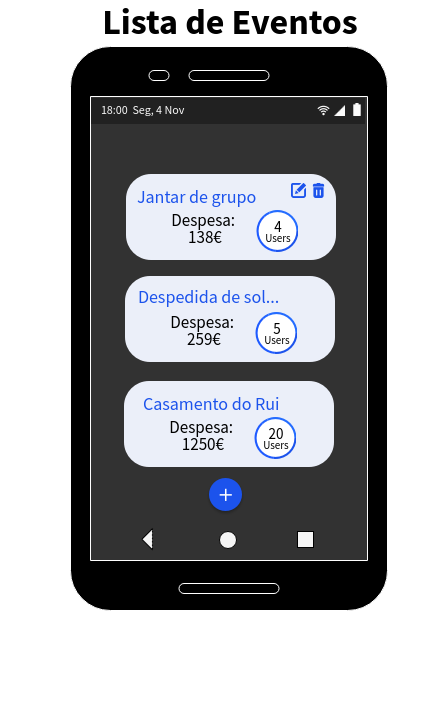 Lista de Eventos
18:00 Seg, 4 Nov
Jantar de grupo
Despesa:
138€
4
Users
Despedida de sol...
Despesa:
259€
5
Users
Casamento do Rui
Despesa:
1250€
20
Users
+